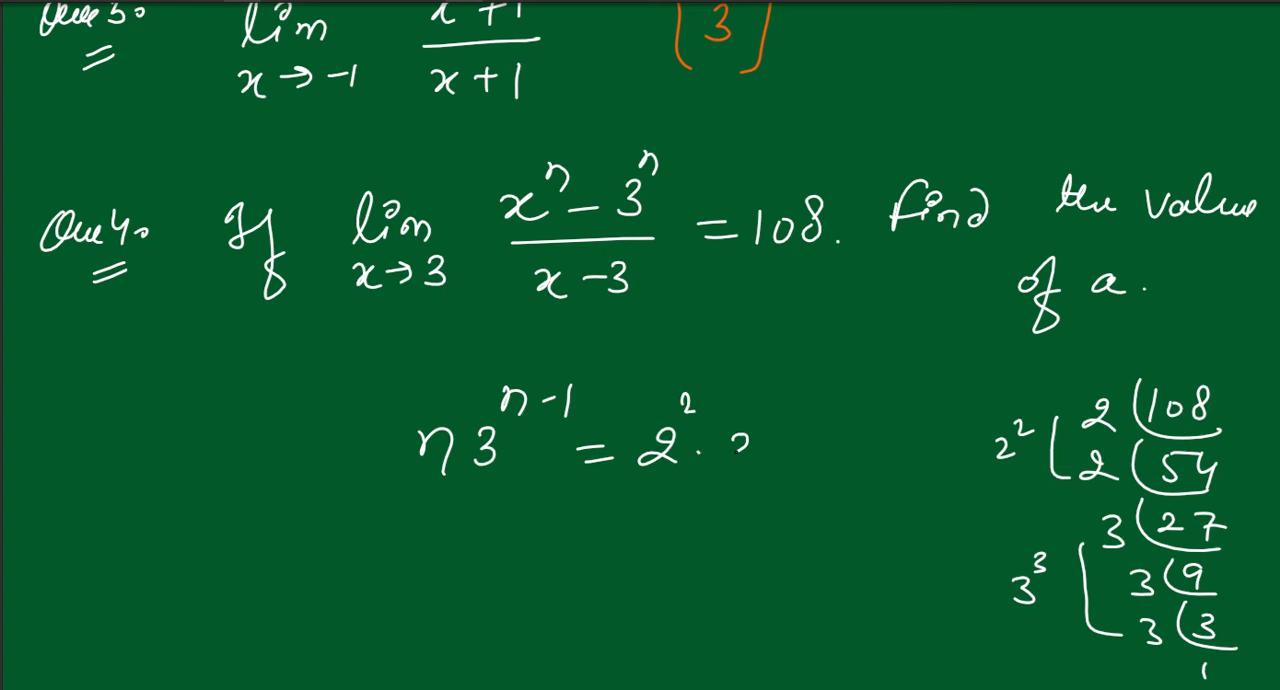 Que 3. lim x→-1 x+1 / x+1 [3]
Que 4. If lim x→3 xⁿ - 3ⁿ / x - 3 = 108. Find the value
of a.
n3ⁿ⁻¹ = 2² ·
2² 2 108
2 54
3 27
3³ 3 9
3 3
1